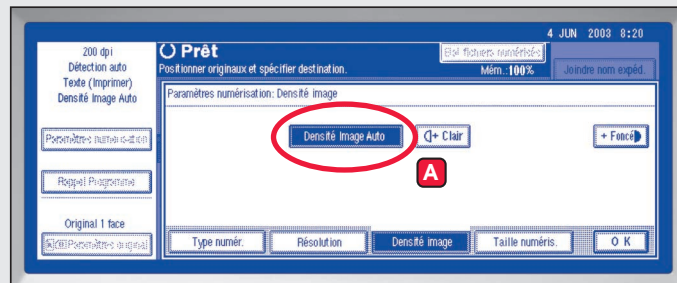 4 JUN 2003 8:20
200 dpi
Détection auto
Texte (Imprimer)
Densité Image Auto
Prêt
Positionner originaux et spécifier destination.
Etat fichiers numérisés
Mém.:100%
Joindre nom expéd.
Paramètres numérisation: Densité image
Densité Image Auto
+ Clair
+ Foncé
A
Paramètres numérisation
Rappel Programme
Original 1 face
Paramètres original
Type numér.
Résolution
Densité image
Taille numéris.
OK